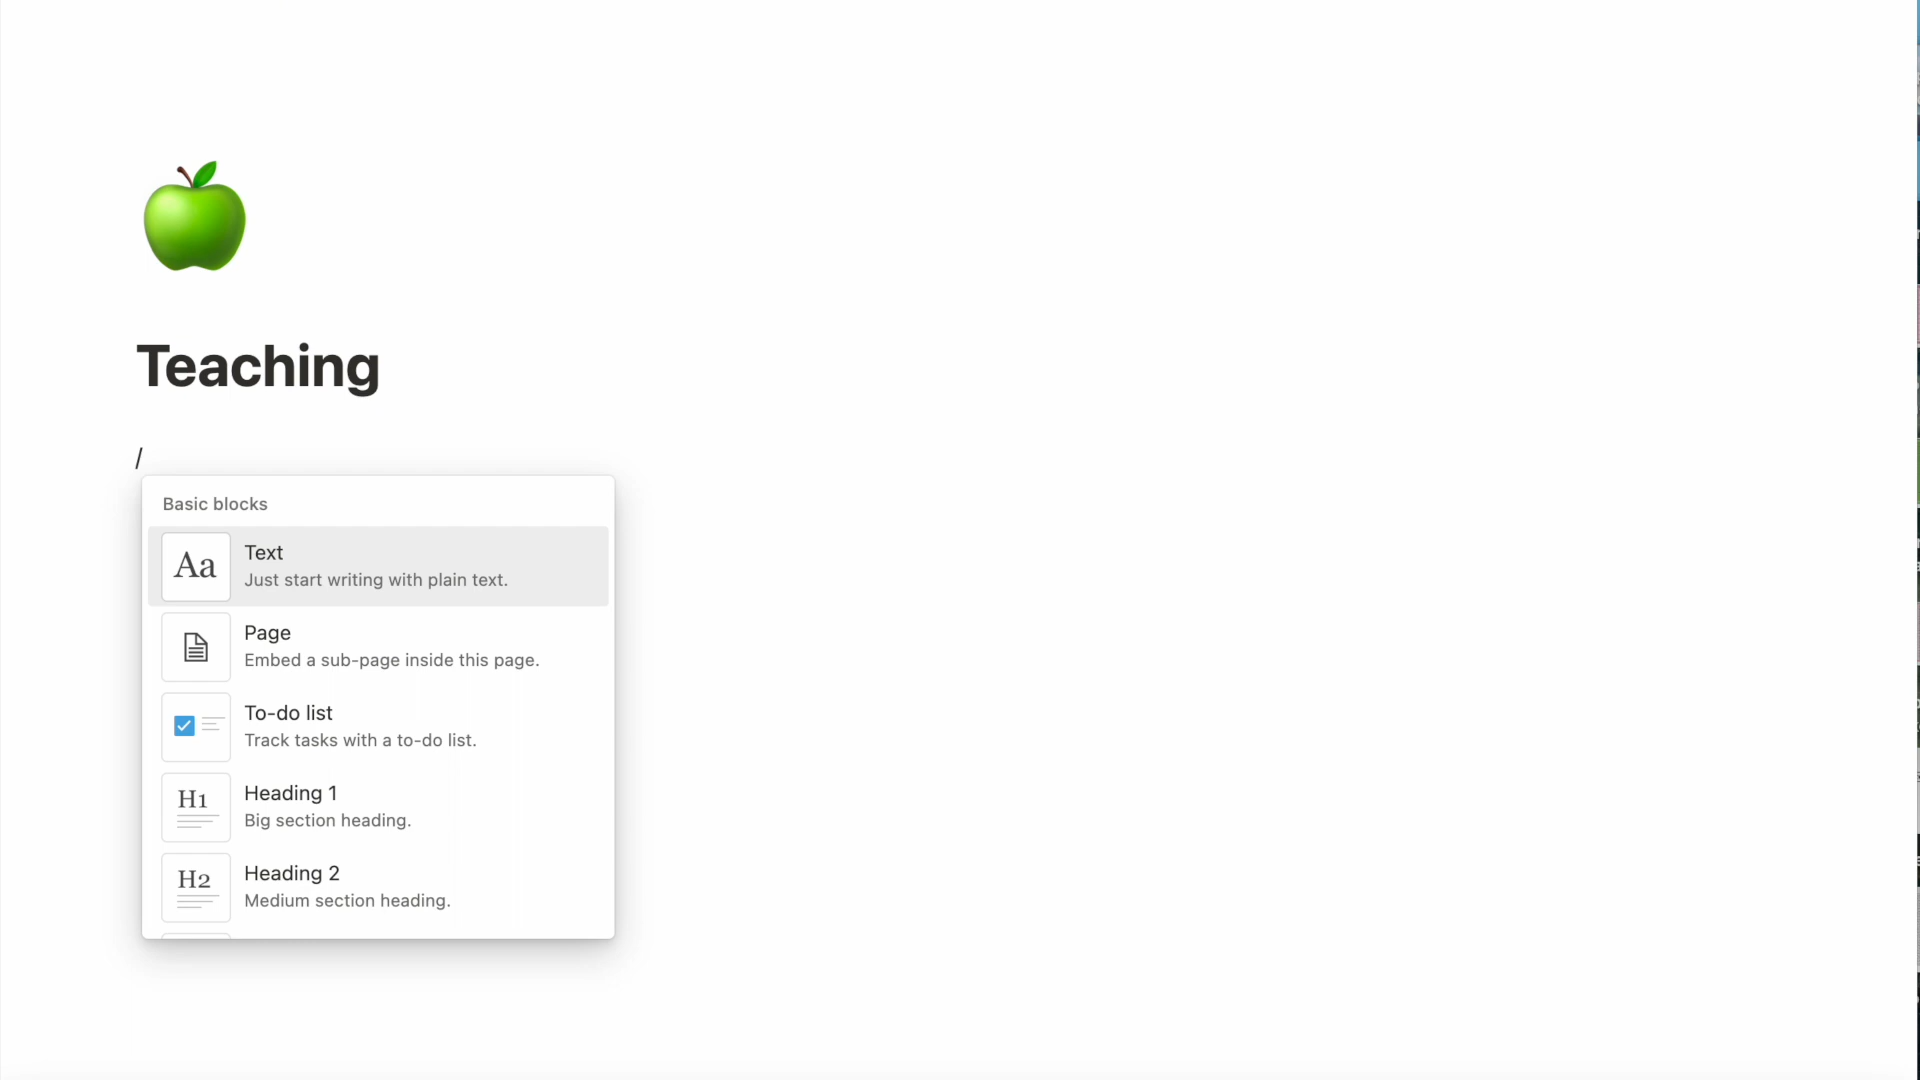 Teaching
/
Basic blocks
Aa
Text
Just start writing with plain text.
Page
Embed a sub-page inside this page.
To-do list
Track tasks with a to-do list.
H1
Heading 1
Big section heading.
H2
Heading 2
Medium section heading.